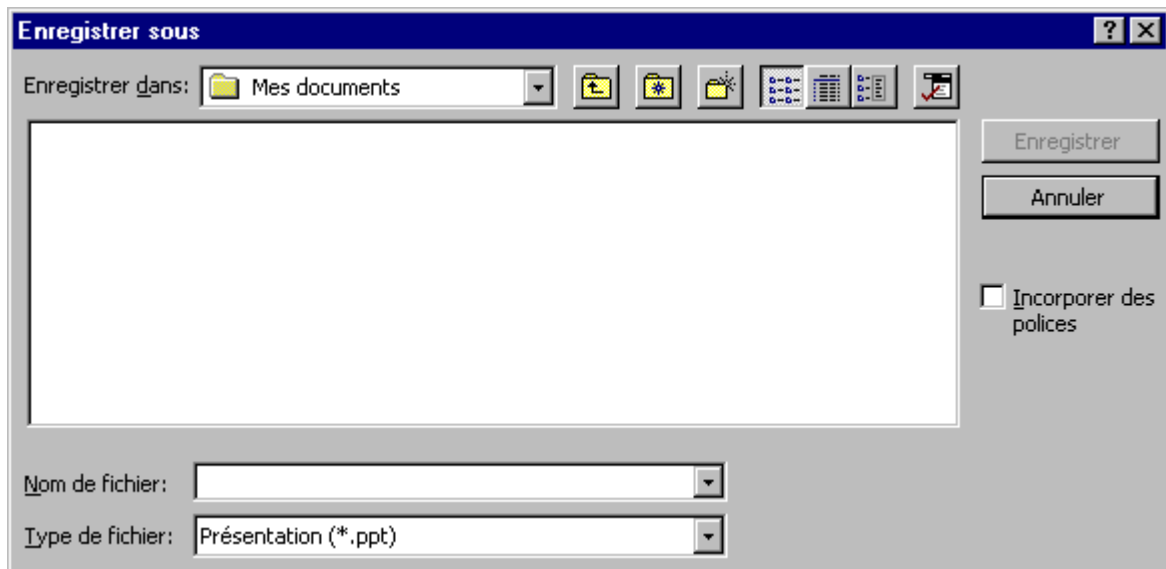 Enregistrer sous
Enregistrer dans: Mes documents
Enregistrer
Annuler
Incorporer des
polices
Nom de fichier:
Type de fichier: Présentation (*.ppt)